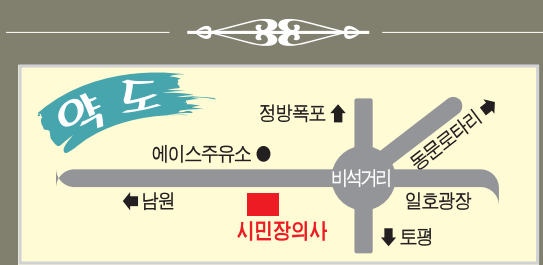 약도
정방폭포
동문로타리
에이스주유소
비석거리
남원
일호광장
시민장의사
토평